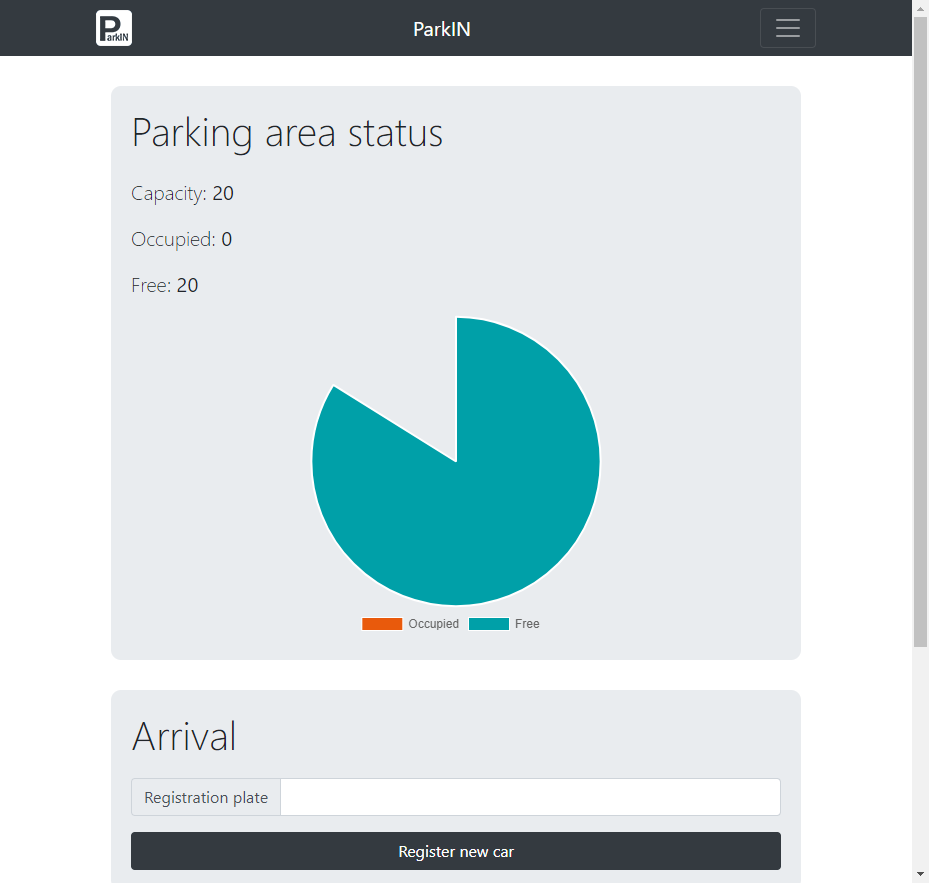 ParkIN
ParkIN
Parking area status
Capacity: 20
Occupied: 0
Free: 20
Occupied Free
Arrival
Registration plate
Register new car